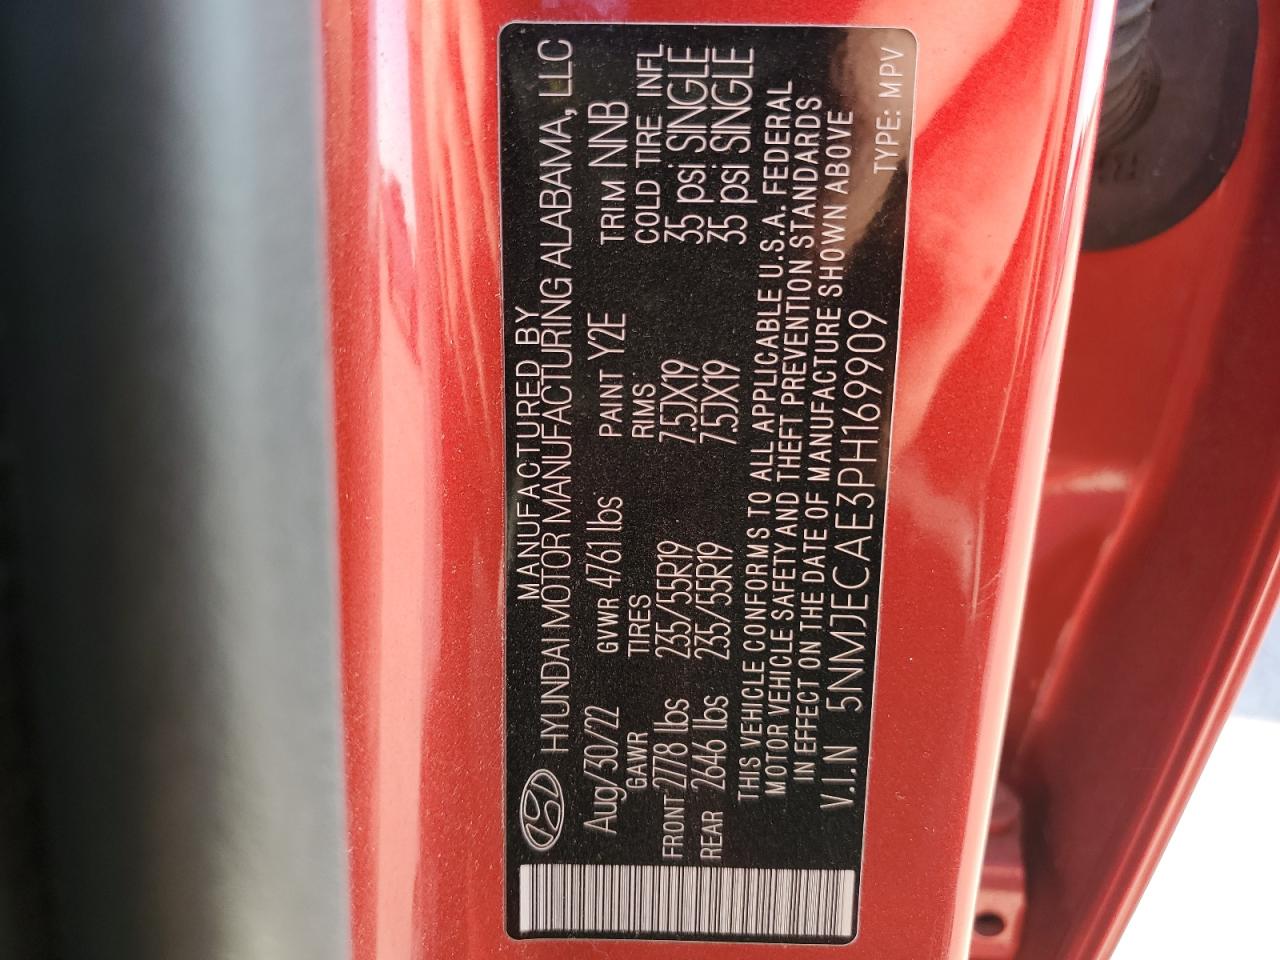 MANUFACTURED BY
HYUNDAI MOTOR MANUFACTURING ALABAMA, LLC
Aug/30/22 GVWR 4761 lbs PAINT Y2E TRIM NNB
GAWR TIRES RIMS COLD TIRE INFL
FRONT 2778 lbs 235/55R19 7.5JX19 35 psi SINGLE
REAR 2646 lbs 235/55R19 7.5JX19 35 psi SINGLE
THIS VEHICLE CONFORMS TO ALL APPLICABLE U.S.A. FEDERAL
MOTOR VEHICLE SAFETY AND THEFT PREVENTION STANDARDS
IN EFFECT ON THE DATE OF MANUFACTURE SHOWN ABOVE
V.I.N 5NMJECAE3PH169909
TYPE: MPV